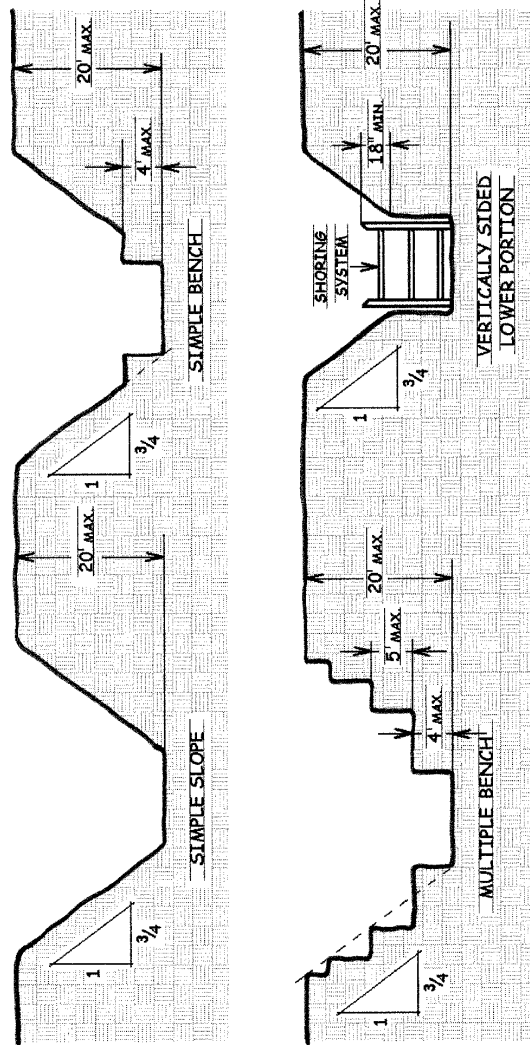 1
3/4
20' MAX.
SIMPLE SLOPE
1
3/4
20' MAX.
4' MAX.
SIMPLE BENCH
1
3/4
20' MAX.
5' MAX.
4' MAX.
MULTIPLE BENCH
1
3/4
SHORING
SYSTEM
18" MIN.
20' MAX.
VERTICALLY SIDED
LOWER PORTION